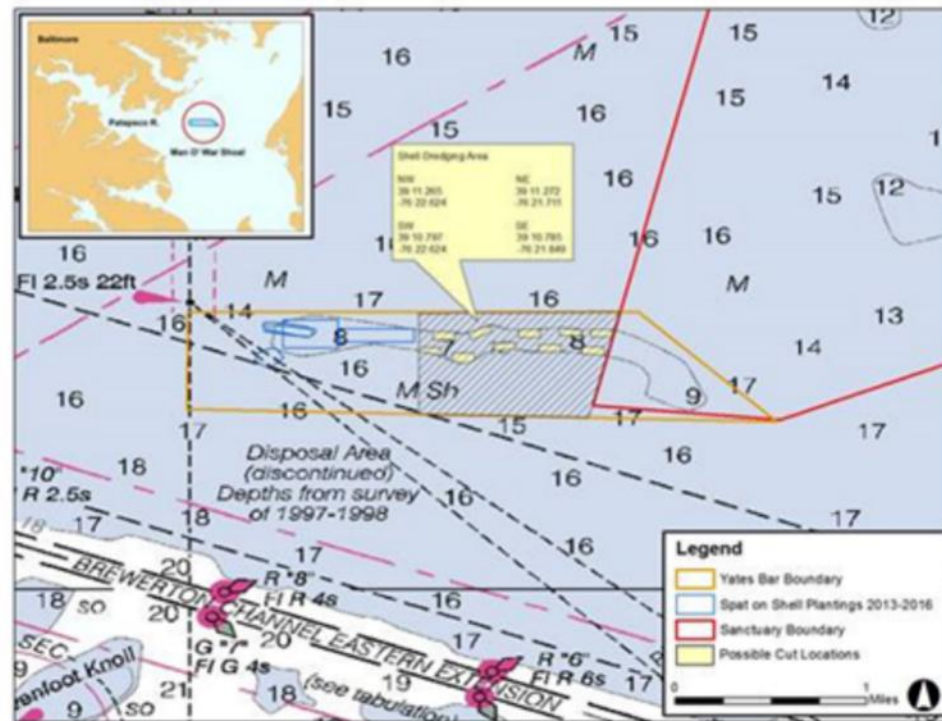 Baltimore
Patapsco R.
Man O' War Shoal
Shell Dredging Area
NW NE
39 11.265 39 11.272
-76 22.624 -76 21.711
SW SE
39 10.797 39 10.785
-76 22.624 -76 21.849
12
15 15
16 M
14
15 15
15 16
16
12
15
16 16
16
M
M
Fl 2.5s 22ft
14 17 16
16 8 7 8
13
14
16
M Sh
9 17
16
16 15 17
17
17
16
Disposal Area
(discontinued)
Depths from survey
of 1997-1998
18
"10"
R 2.5s
16
16
17 18
17
16
17
18
20
R "8"
Fl R 4s
16
BREWERTON CHANNEL EASTERN EXTENSION
18 SO
20
20
G "7"
Fl G 4s
17
R "6"
Fl R 6s
SEC
9
21
18
19
(see tabulation)
17
enfoot Knoll
9
SO
Legend
Yates Bar Boundary
Spat on Shell Plantings 2013-2016
Sanctuary Boundary
Possible Cut Locations
0 1
Miles